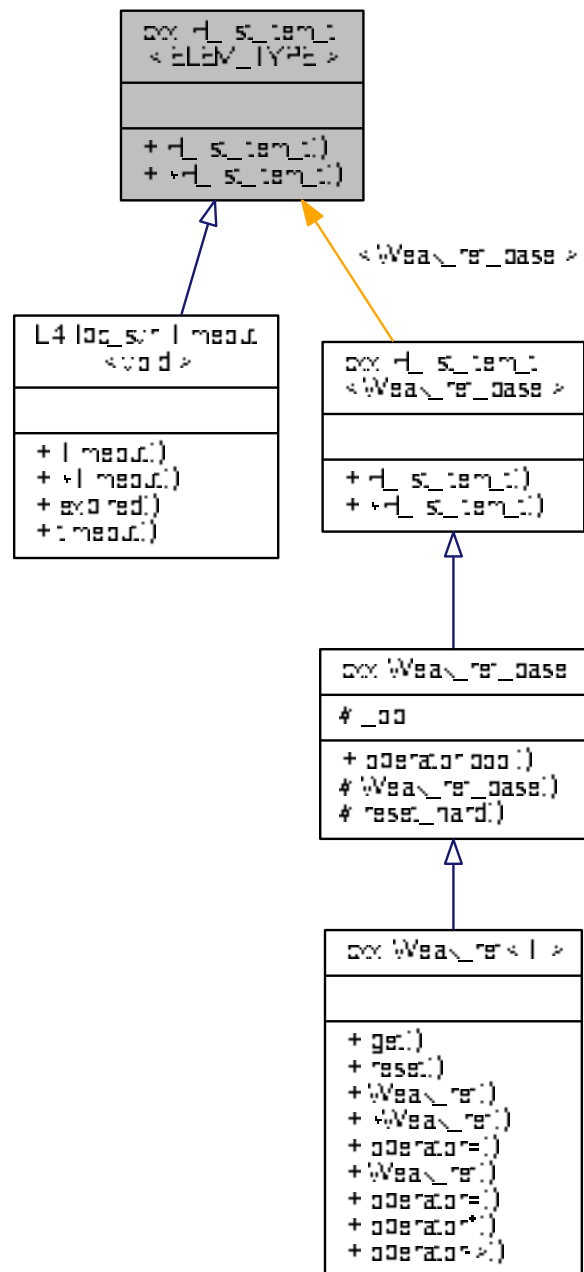 cxx::H_list_item_t
< ELEM_TYPE >
+ H_list_item_t()
+ ~H_list_item_t()
< Weak_ref_base >
L4::Ipc_svr::Timeout
< void >
+ Timeout()
+ ~Timeout()
+ expired()
+ timeout()
cxx::H_list_item_t
< Weak_ref_base >
+ H_list_item_t()
+ ~H_list_item_t()
cxx::Weak_ref_base
# _obj
+ operator bool()
# Weak_ref_base()
# reset_hard()
cxx::Weak_ref< T >
+ get()
+ reset()
+ Weak_ref()
+ ~Weak_ref()
+ operator=()
+ Weak_ref()
+ operator=()
+ operator*()
+ operator->()